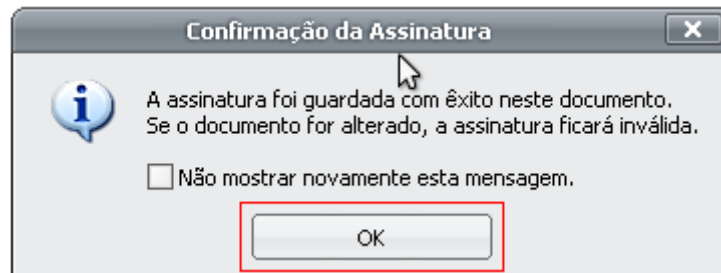 Confirmação da Assinatura
A assinatura foi guardada com êxito neste documento.
Se o documento for alterado, a assinatura ficará inválida.
Não mostrar novamente esta mensagem.
OK